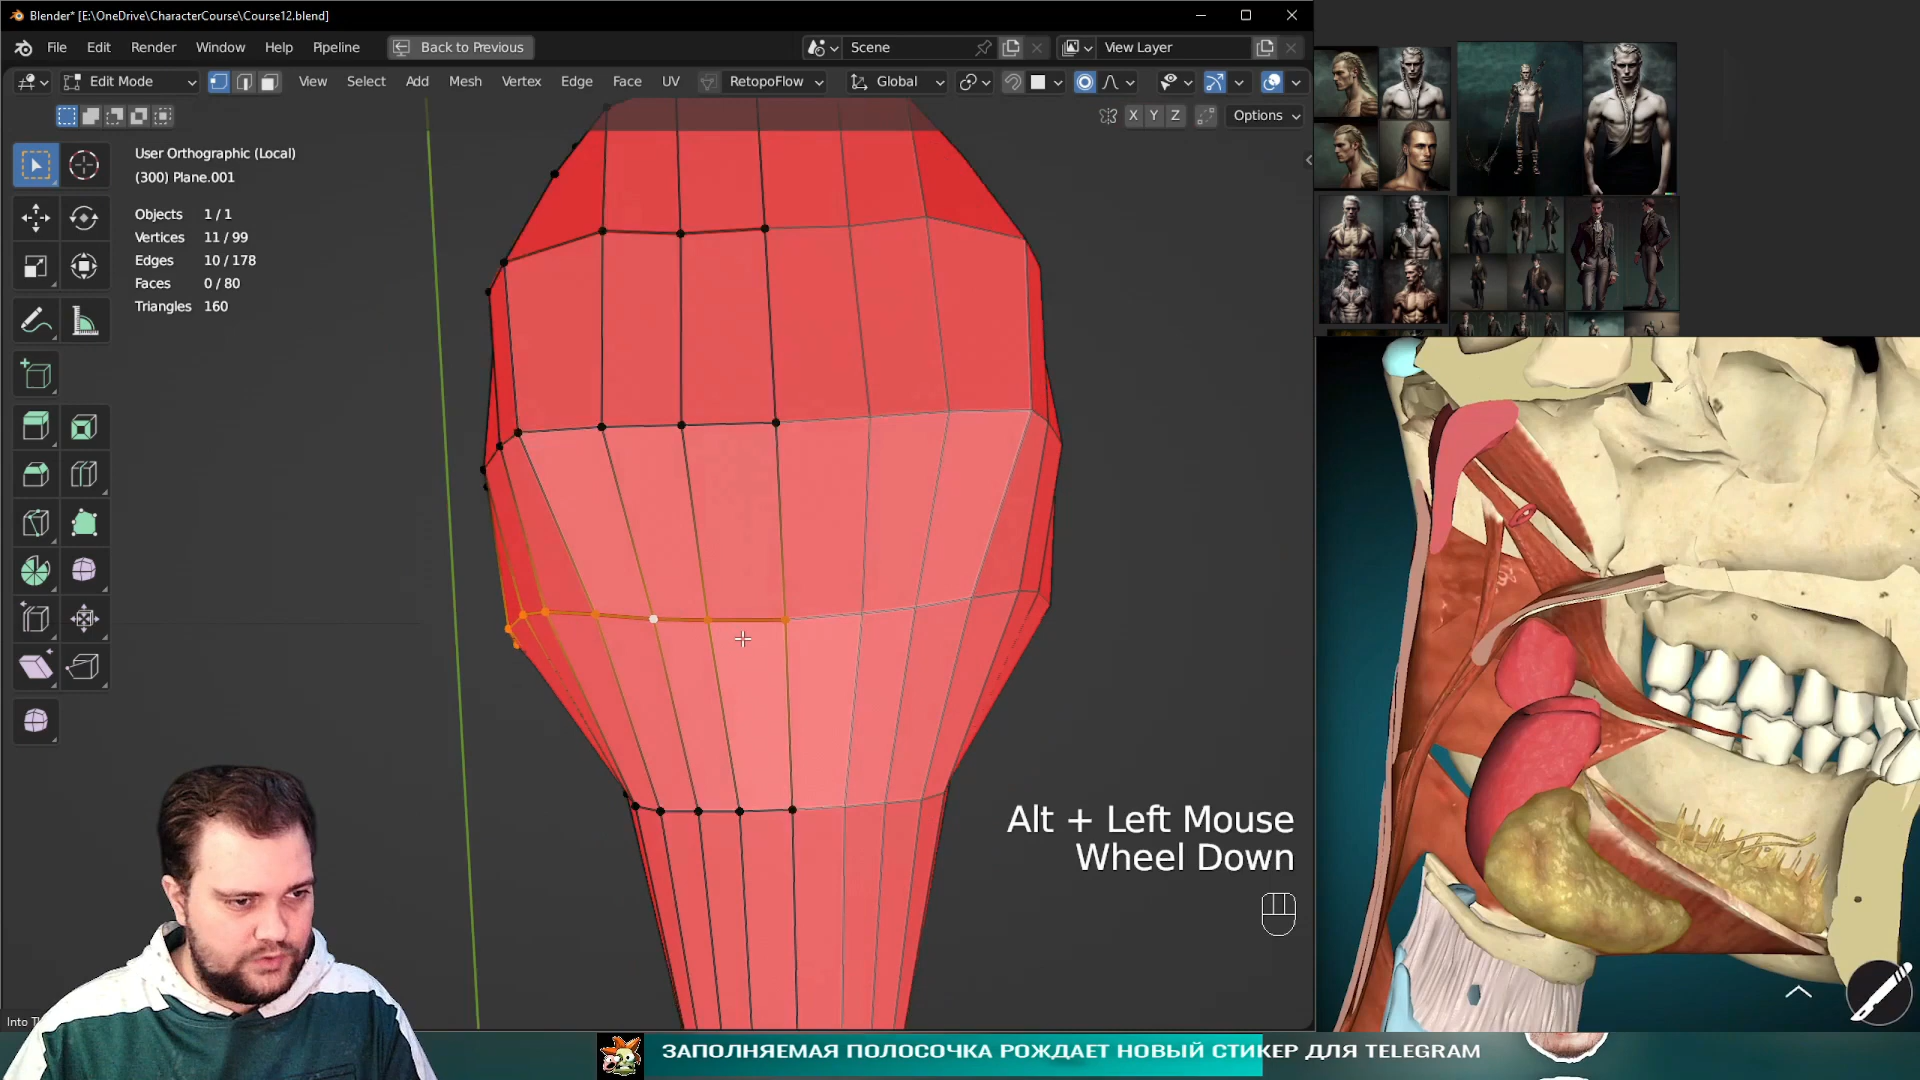 Blender* [E:\OneDrive\CharacterCourse\Course12.blend]
File Edit Render Window Help Pipeline Back to Previous Scene View Layer
Edit Mode View Select Add Mesh Vertex Edge Face UV RetopoFlow Global
X Y Z Options
User Orthographic (Local)
(300) Plane.001
Objects 1 / 1
Vertices 11 / 99
Edges 10 / 178
Faces 0 / 80
Triangles 160
Alt + Left Mouse
Wheel Down
ЗАПОЛНЯЕМАЯ ПОЛОСОЧКА РОЖДАЕТ НОВЫЙ СТИКЕР ДЛЯ TELEGRAM